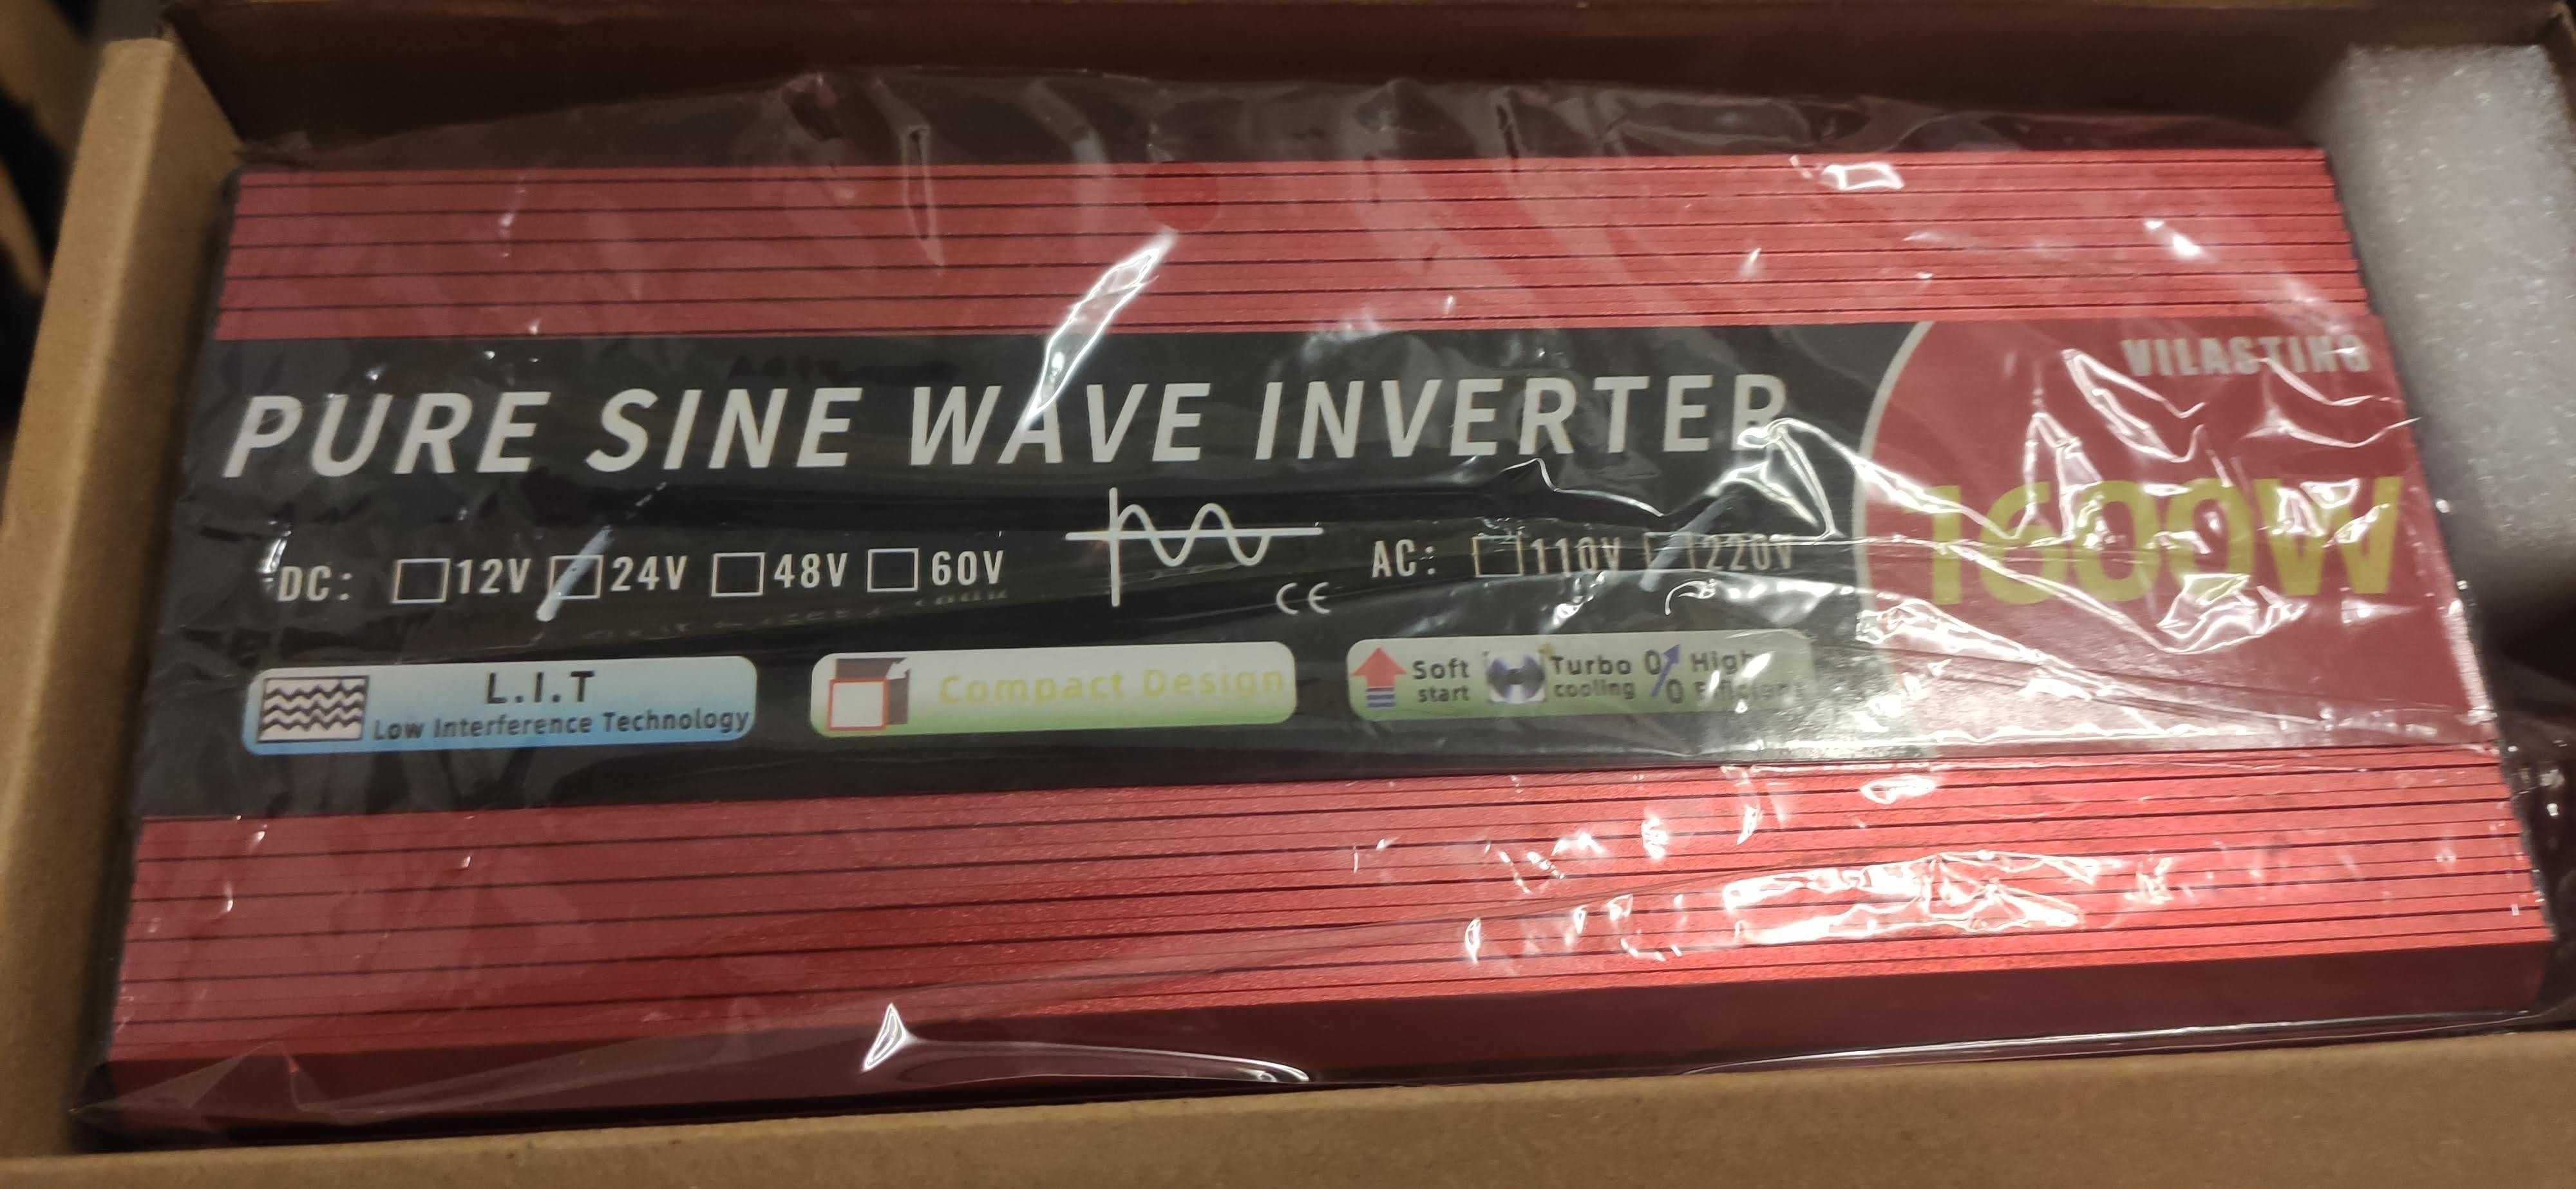 VILASTING
PURE SINE WAVE INVERTER
1600W
DC: 12V 24V 48V 60V
AC: 110V 220V
CE
L.I.T
Low Interference Technology
Compact Design
Soft start
Turbo cooling
High